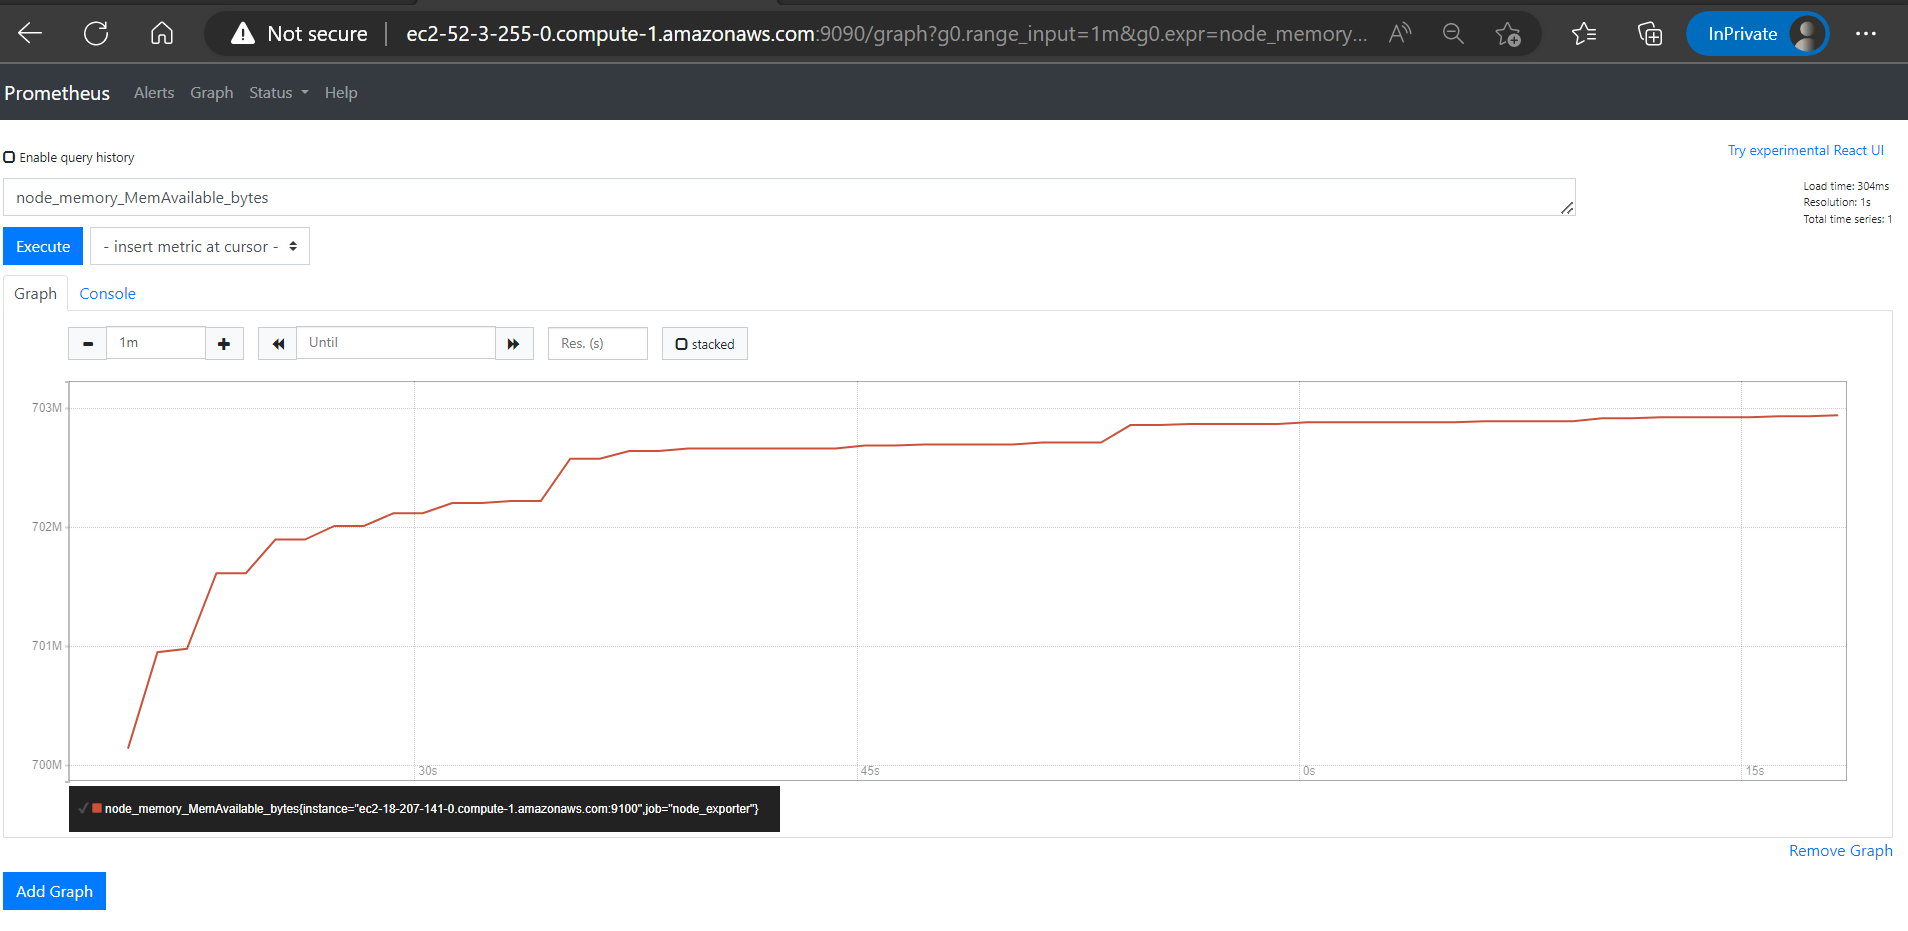 Not secure ec2-52-3-255-0.compute-1.amazonaws.com:9090/graph?g0.range_input=1m&g0.expr=node_memory... A InPrivate
Prometheus Alerts Graph Status Help
Enable query history
Try experimental React UI
node_memory_MemAvailable_bytes
Load time: 304ms
Resolution: 1s
Total time series: 1
Execute - insert metric at cursor -
Graph Console
1m Until Res. (s) stacked
703M
702M
701M
700M
30s 45s 0s 15s
node_memory_MemAvailable_bytes{instance="ec2-18-207-141-0.compute-1.amazonaws.com:9100",job="node_exporter"}
Remove Graph
Add Graph